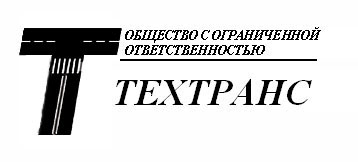 ОБЩЕСТВО С ОГРАНИЧЕННОЙ
ОТВЕТСТВЕННОСТЬЮ
ТЕХТРАНС